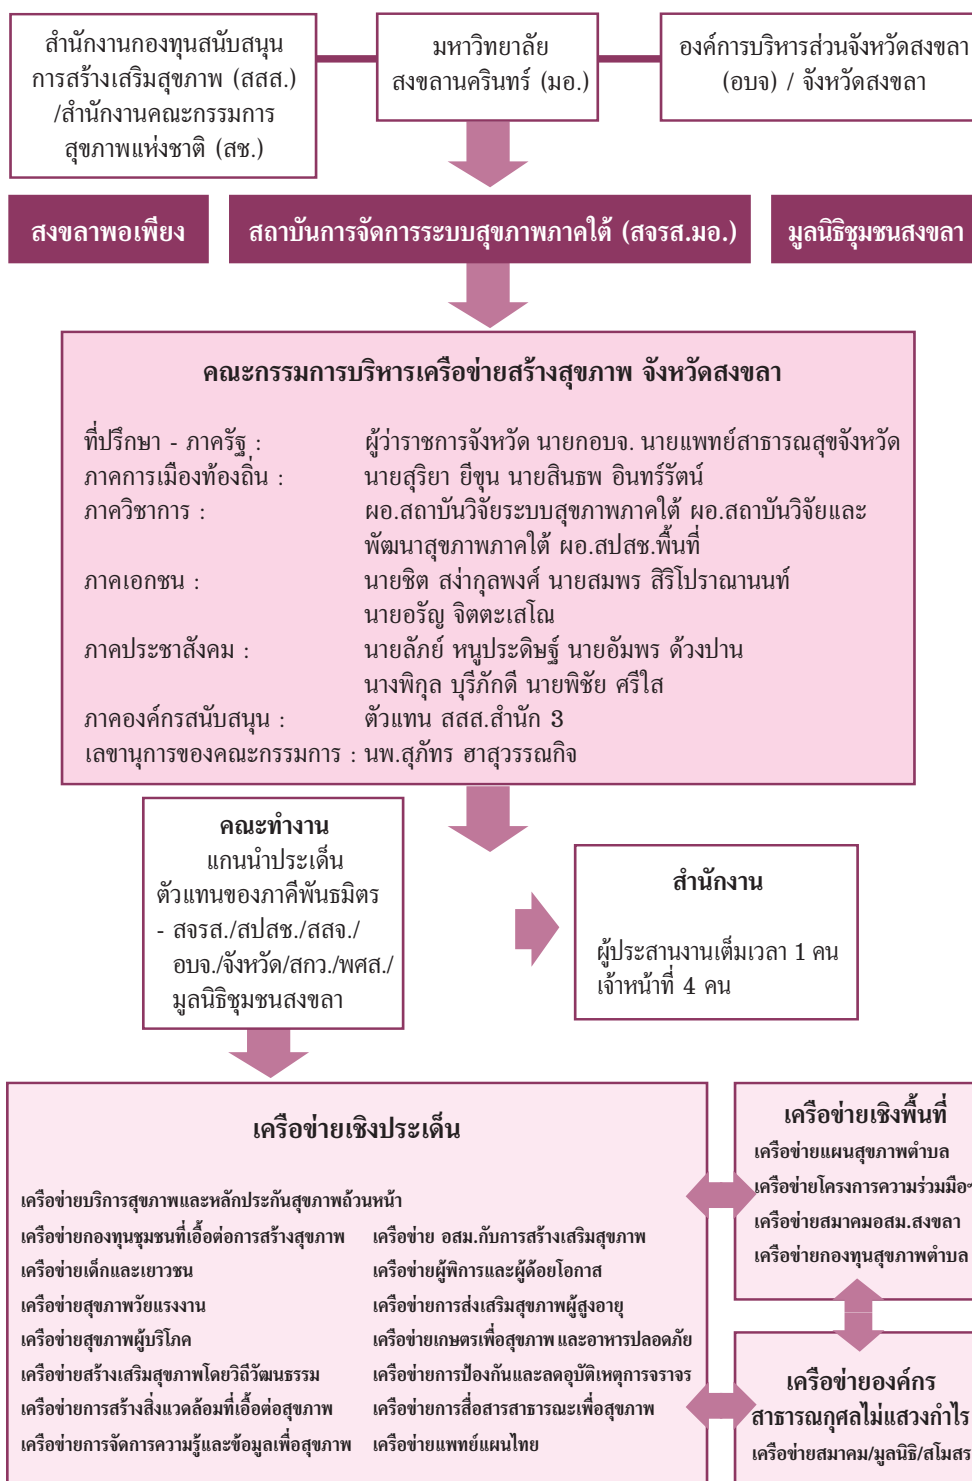 สำนักงานกองทุนสนับสนุน
การสร้างเสริมสุขภาพ (สสส.)
/สำนักงานคณะกรรมการ
สุขภาพแห่งชาติ (สช.)
มหาวิทยาลัย
สงขลานครินทร์ (มอ.)
องค์การบริหารส่วนจังหวัดสงขลา
(อบจ) / จังหวัดสงขลา
สงขลาพอเพียง
สถาบันการจัดการระบบสุขภาพภาคใต้ (สจรส.มอ.)
มูลนิธิชุมชนสงขลา
คณะกรรมการบริหารเครือข่ายสร้างสุขภาพ จังหวัดสงขลา
ที่ปรึกษา - ภาครัฐ : ผู้ว่าราชการจังหวัด นายกอบจ. นายแพทย์สาธารณสุขจังหวัด
ภาคการเมืองท้องถิ่น : นายสุริยา ยีขุน นายสินธพ อินทร์รัตน์
ภาควิชาการ : ผอ.สถาบันวิจัยระบบสุขภาพภาคใต้ ผอ.สถาบันวิจัยและ
พัฒนาสุขภาพภาคใต้ ผอ.สปสช.พื้นที่
ภาคเอกชน : นายชิต สง่ากุลพงศ์ นายสมพร สิริโปราณานนท์
นายอรัญ จิตตะเสโณ
ภาคประชาสังคม : นายลัภย์ หนูประดิษฐ์ นายอัมพร ด้วงปาน
นางพิกุล บุรีภักดี นายพิชัย ศรีใส
ภาคองค์กรสนับสนุน : ตัวแทน สสส.สำนัก 3
เลขานุการของคณะกรรมการ : นพ.สุภัทร ฮาสุวรรณกิจ
คณะทำงาน
แกนนำประเด็น
ตัวแทนของภาคีพันธมิตร
- สจรส./สปสช./สสจ./
อบจ./จังหวัด/สกว./พศส./
มูลนิธิชุมชนสงขลา
สำนักงาน
ผู้ประสานงานเต็มเวลา 1 คน
เจ้าหน้าที่ 4 คน
เครือข่ายเชิงประเด็น
เครือข่ายบริการสุขภาพและหลักประกันสุขภาพถ้วนหน้า
เครือข่ายกองทุนชุมชนที่เอื้อต่อการสร้างสุขภาพ เครือข่าย อสม.กับการสร้างเสริมสุขภาพ
เครือข่ายเด็กและเยาวชน เครือข่ายผู้พิการและผู้ด้อยโอกาส
เครือข่ายสุขภาพวัยแรงงาน เครือข่ายการส่งเสริมสุขภาพผู้สูงอายุ
เครือข่ายสุขภาพผู้บริโภค เครือข่ายเกษตรเพื่อสุขภาพ และอาหารปลอดภัย
เครือข่ายสร้างเสริมสุขภาพโดยวิถีวัฒนธรรม เครือข่ายการป้องกันและลดอุบัติเหตุการจราจร
เครือข่ายการสร้างสิ่งแวดล้อมที่เอื้อต่อสุขภาพ เครือข่ายการสื่อสารสาธารณะเพื่อสุขภาพ
เครือข่ายการจัดการความรู้และข้อมูลเพื่อสุขภาพ เครือข่ายแพทย์แผนไทย
เครือข่ายเชิงพื้นที่
เครือข่ายแผนสุขภาพตำบล
เครือข่ายโครงการความร่วมมือฯ
เครือข่ายสมาคมอสม.สงขลา
เครือข่ายกองทุนสุขภาพตำบล
เครือข่ายองค์กร
สาธารณกุศลไม่แสวงกำไร
เครือข่ายสมาคม/มูลนิธิ/สโมสร